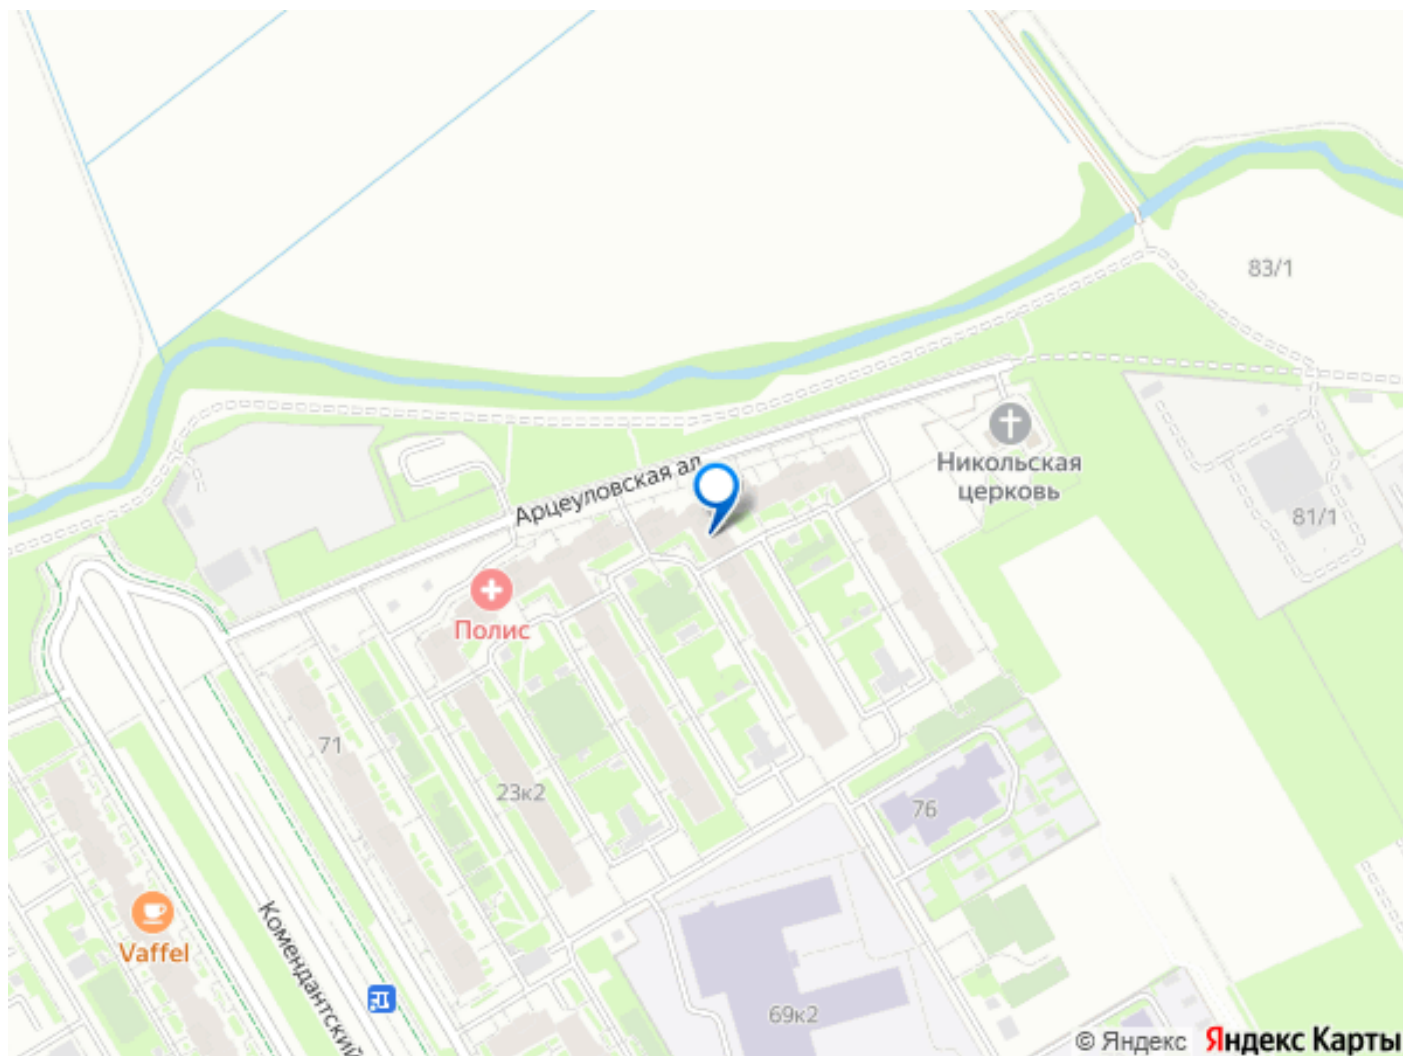 83/1
Арцеуловская ал.
Никольская
церковь
81/1
Полис
71
23к2
76
Vaffel
Комендантский
69к2
© Яндекс Яндекс Карты